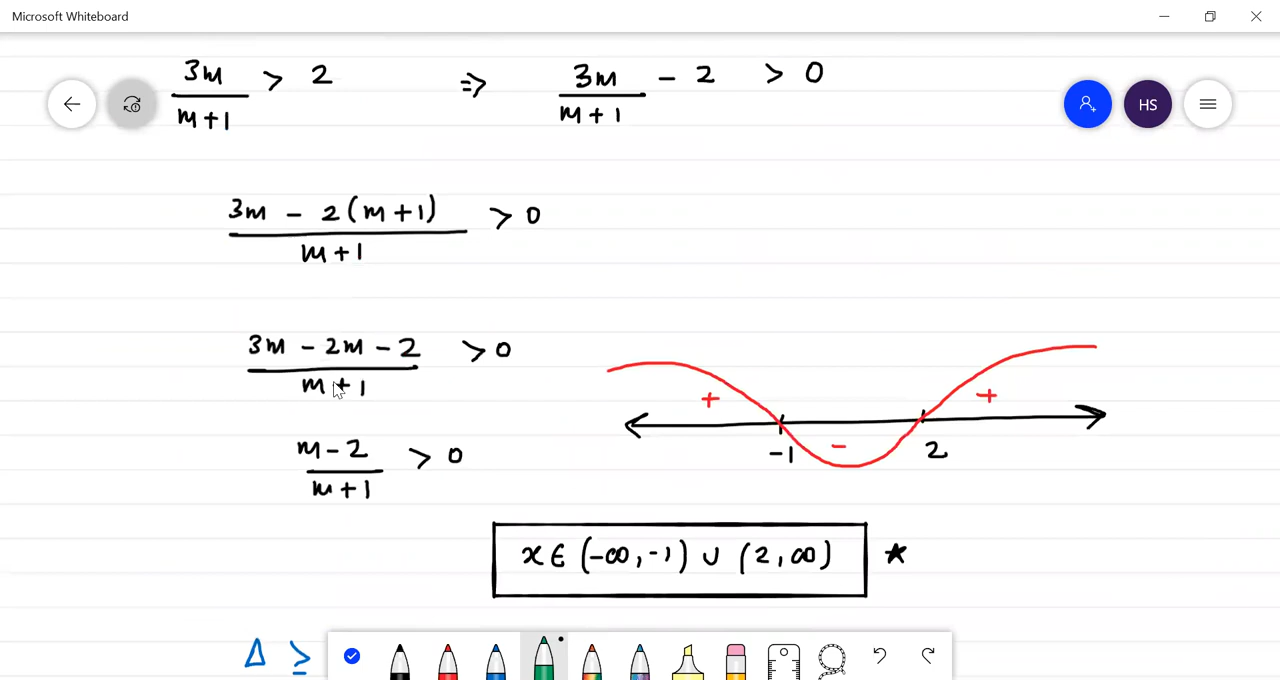 Microsoft Whiteboard
3m/(m+1) > 2 ⇒ 3m/(m+1) - 2 > 0
HS
(3m - 2(m+1))/(m+1) > 0
(3m - 2m - 2)/(m+1) > 0
+ - +
-1 2
(m-2)/(m+1) > 0
x ∈ (-∞, -1) ∪ (2, ∞) ★
Δ ≥